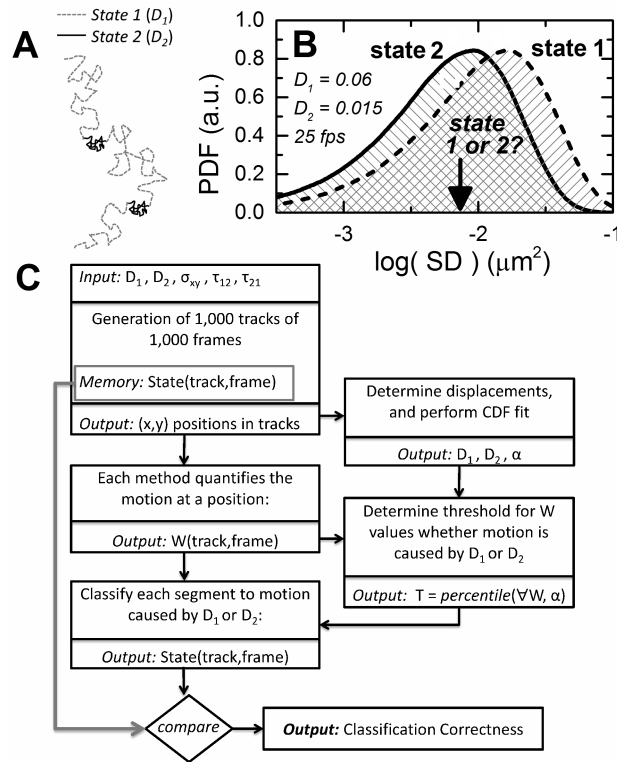 State 1 (D₁)
State 2 (D₂)
A
B
state 2
state 1
D₁ = 0.06
D₂ = 0.015
25 fps
state
1 or 2?
PDF (a.u.)
1.0
0.8
0.6
0.4
0.2
0.0
-3
-2
-1
log( SD ) (μm²)
C
Input: D₁ , D₂ , σxy , τ₁₂ , τ₂₁
Generation of 1,000 tracks of
1,000 frames
Memory: State(track,frame)
Output: (x,y) positions in tracks
Determine displacements,
and perform CDF fit
Output: D₁, D₂, α
Each method quantifies the
motion at a position:
Output: W(track,frame)
Determine threshold for W
values whether motion is
caused by D₁ or D₂
Output: T = percentile(∀W, α)
Classify each segment to motion
caused by D₁ or D₂:
Output: State(track,frame)
compare
Output: Classification Correctness